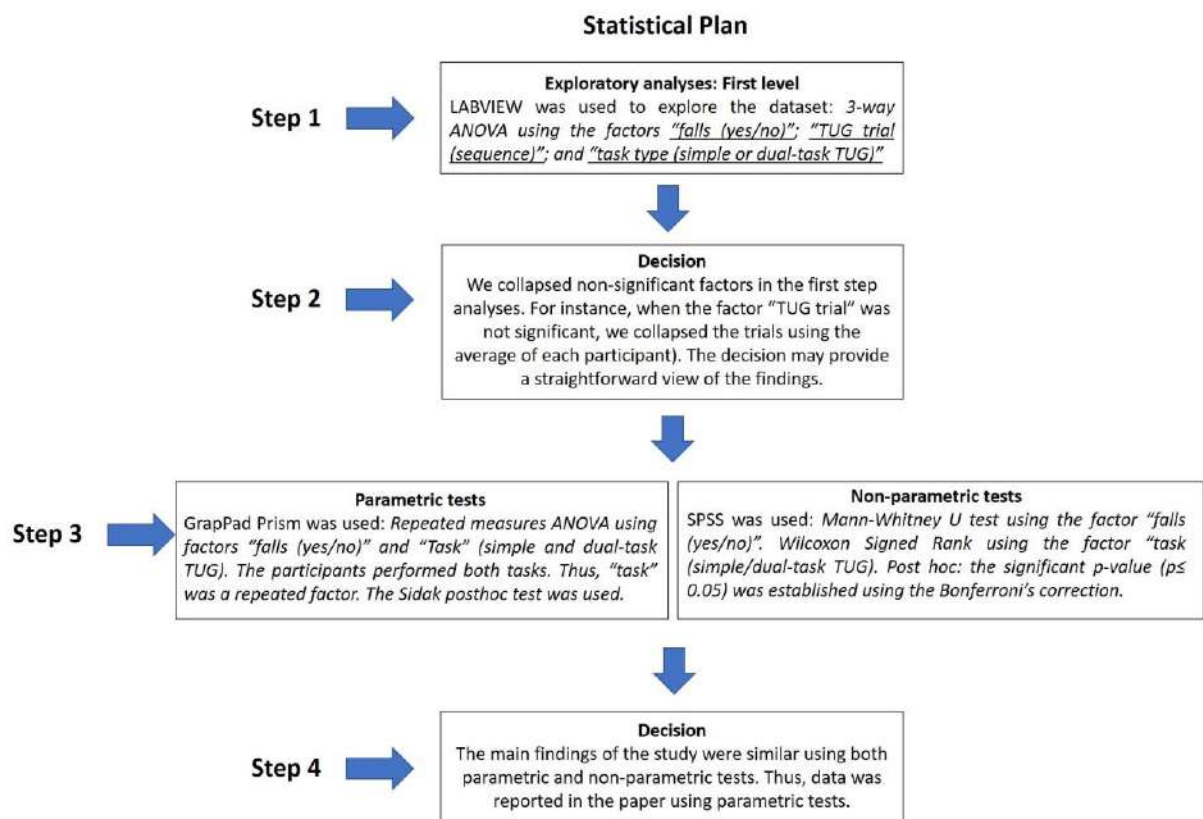 Statistical Plan
Step 1
Exploratory analyses: First level
LABVIEW was used to explore the dataset: 3-way
ANOVA using the factors "falls (yes/no)"; "TUG trial
(sequence)"; and "task type (simple or dual-task TUG)"
Step 2
Decision
We collapsed non-significant factors in the first step
analyses. For instance, when the factor "TUG trial" was
not significant, we collapsed the trials using the
average of each participant). The decision may provide
a straightforward view of the findings.
Step 3
Parametric tests
GrapPad Prism was used: Repeated measures ANOVA using
factors "falls (yes/no)" and "Task" (simple and dual-task
TUG). The participants performed both tasks. Thus, "task"
was a repeated factor. The Sidak posthoc test was used.
Non-parametric tests
SPSS was used: Mann-Whitney U test using the factor "falls
(yes/no)". Wilcoxon Signed Rank using the factor "task
(simple/dual-task TUG). Post hoc: the significant p-value (p≤
0.05) was established using the Bonferroni's correction.
Step 4
Decision
The main findings of the study were similar using both
parametric and non-parametric tests. Thus, data was
reported in the paper using parametric tests.